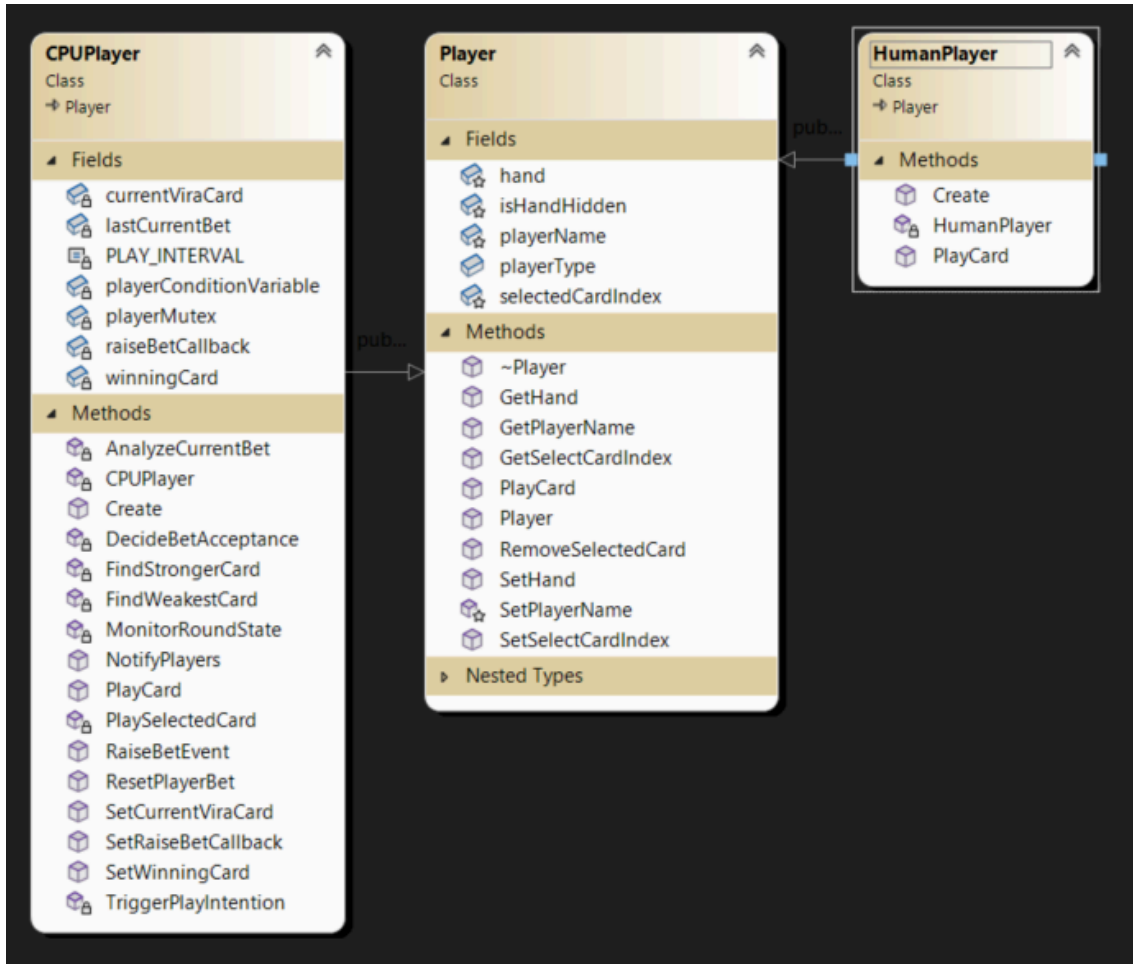 CPUPlayer
Class
Player
Fields
currentViraCard
lastCurrentBet
PLAY_INTERVAL
playerConditionVariable
playerMutex
raiseBetCallback
winningCard
Methods
AnalyzeCurrentBet
CPUPlayer
Create
DecideBetAcceptance
FindStrongerCard
FindWeakestCard
MonitorRoundState
NotifyPlayers
PlayCard
PlaySelectedCard
RaiseBetEvent
ResetPlayerBet
SetCurrentViraCard
SetRaiseBetCallback
SetWinningCard
TriggerPlayIntention
pub...
Player
Class
Fields
hand
isHandHidden
playerName
playerType
selectedCardIndex
Methods
~Player
GetHand
GetPlayerName
GetSelectCardIndex
PlayCard
Player
RemoveSelectedCard
SetHand
SetPlayerName
SetSelectCardIndex
Nested Types
pub...
HumanPlayer
Class
Player
Methods
Create
HumanPlayer
PlayCard